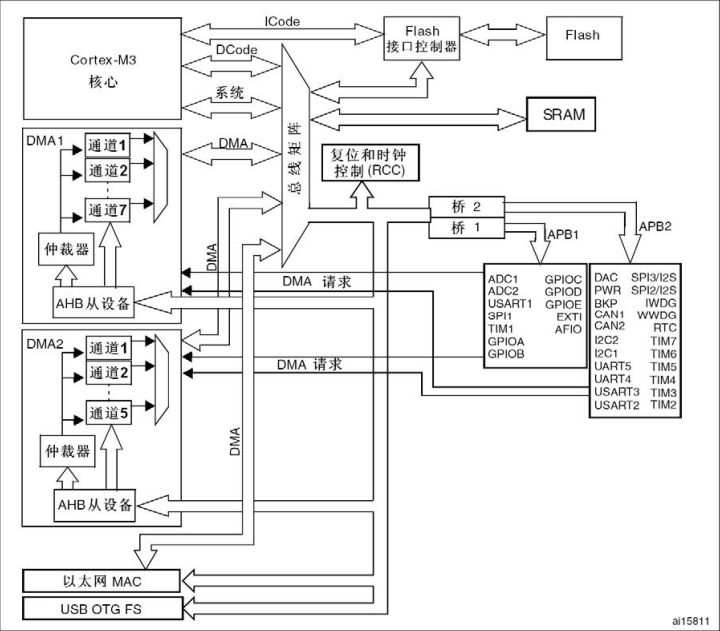 ICode
Cortex-M3
核心
Flash
接口控制器
Flash
DCode
系统
总线矩阵
SRAM
DMA1
通道1
通道2
通道7
仲裁器
AHB从设备
DMA
复位和时钟
控制 (RCC)
桥 2
桥 1
APB1
APB2
DMA
DMA 请求
ADC1
ADC2
USART1
SPI1
TIM1
GPIOA
GPIOB
GPIOC
GPIOD
GPIOE
EXTI
AFIO
DAC
PWR
BKP
CAN1
CAN2
I2C2
I2C1
UART5
UART4
USART3
USART2
SPI3/I2S
SPI2/I2S
IWDG
WWDG
RTC
TIM7
TIM6
TIM5
TIM4
TIM3
TIM2
DMA2
通道1
通道2
通道5
仲裁器
AHB从设备
DMA 请求
DMA
以太网 MAC
USB OTG FS
ai15811